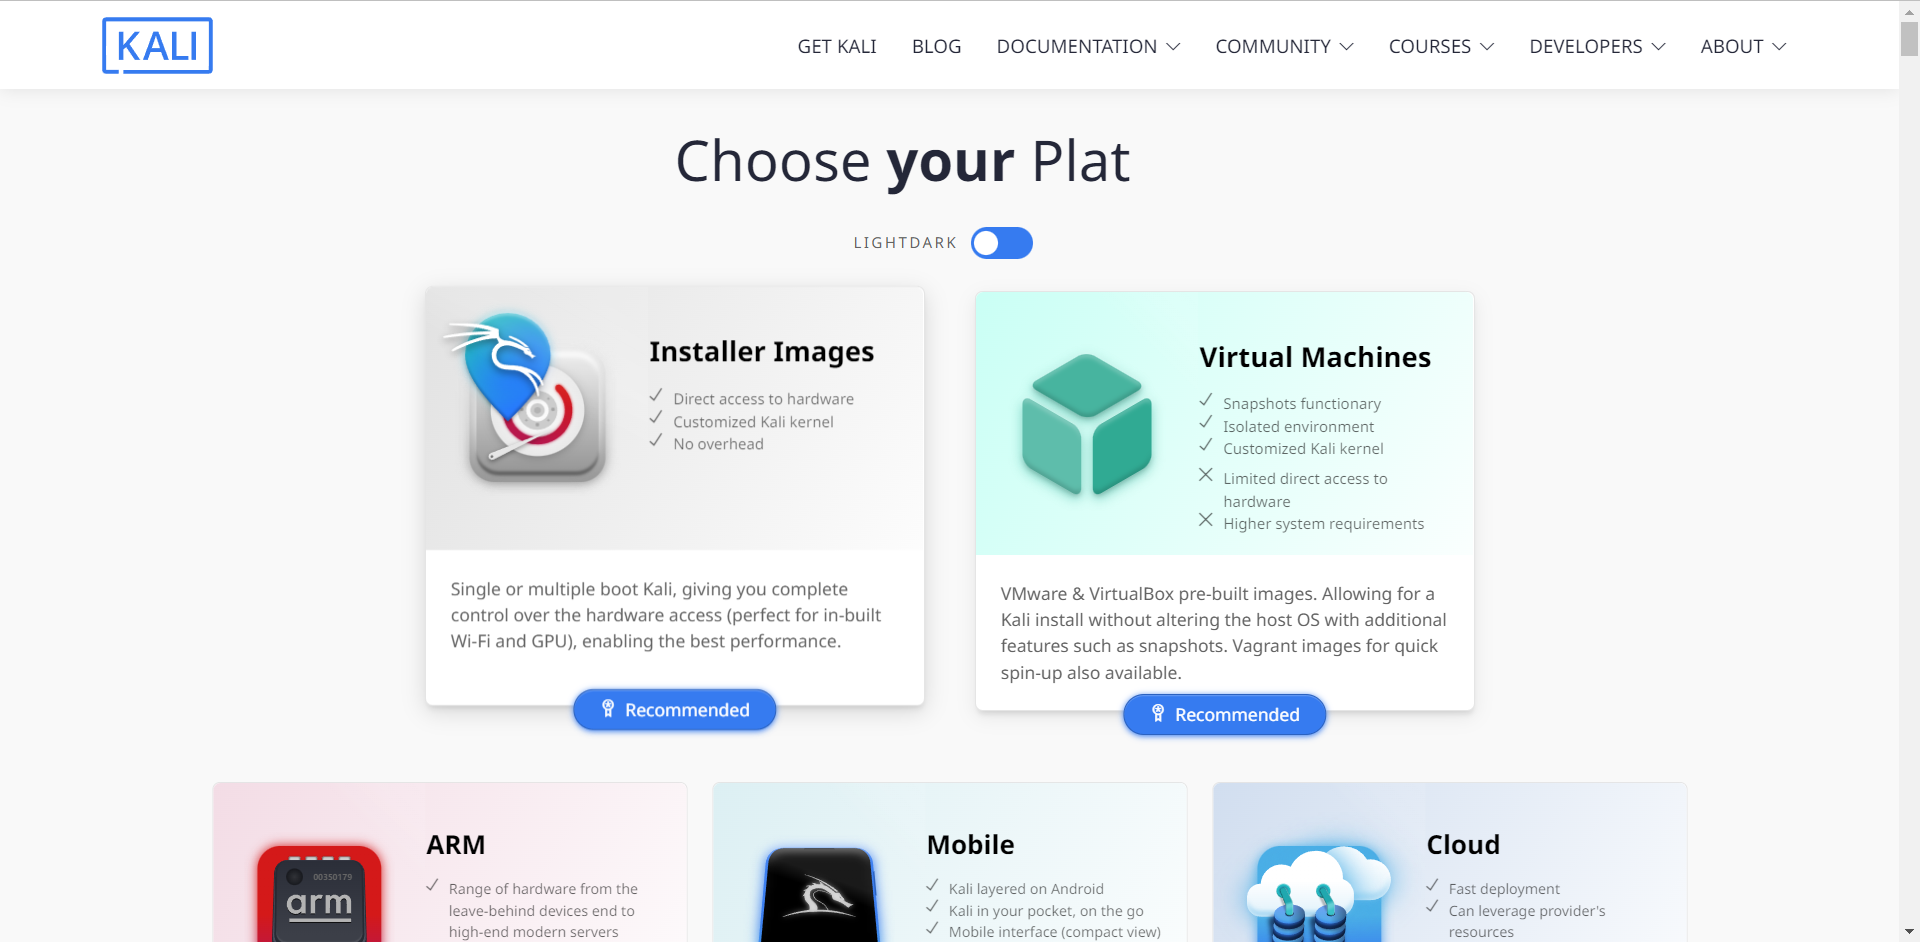 KALI
GET KALI BLOG DOCUMENTATION COMMUNITY COURSES DEVELOPERS ABOUT
Choose your Plat
LIGHTDARK
Installer Images
Direct access to hardware
Customized Kali kernel
No overhead
Single or multiple boot Kali, giving you complete
control over the hardware access (perfect for in-built
Wi-Fi and GPU), enabling the best performance.
Recommended
Virtual Machines
Snapshots functionary
Isolated environment
Customized Kali kernel
Limited direct access to
hardware
Higher system requirements
VMware & VirtualBox pre-built images. Allowing for a
Kali install without altering the host OS with additional
features such as snapshots. Vagrant images for quick
spin-up also available.
Recommended
ARM
00350179
arm
Range of hardware from the
leave-behind devices end to
high-end modern servers
Mobile
Kali layered on Android
Kali in your pocket, on the go
Mobile interface (compact view)
Cloud
Fast deployment
Can leverage provider's
resources